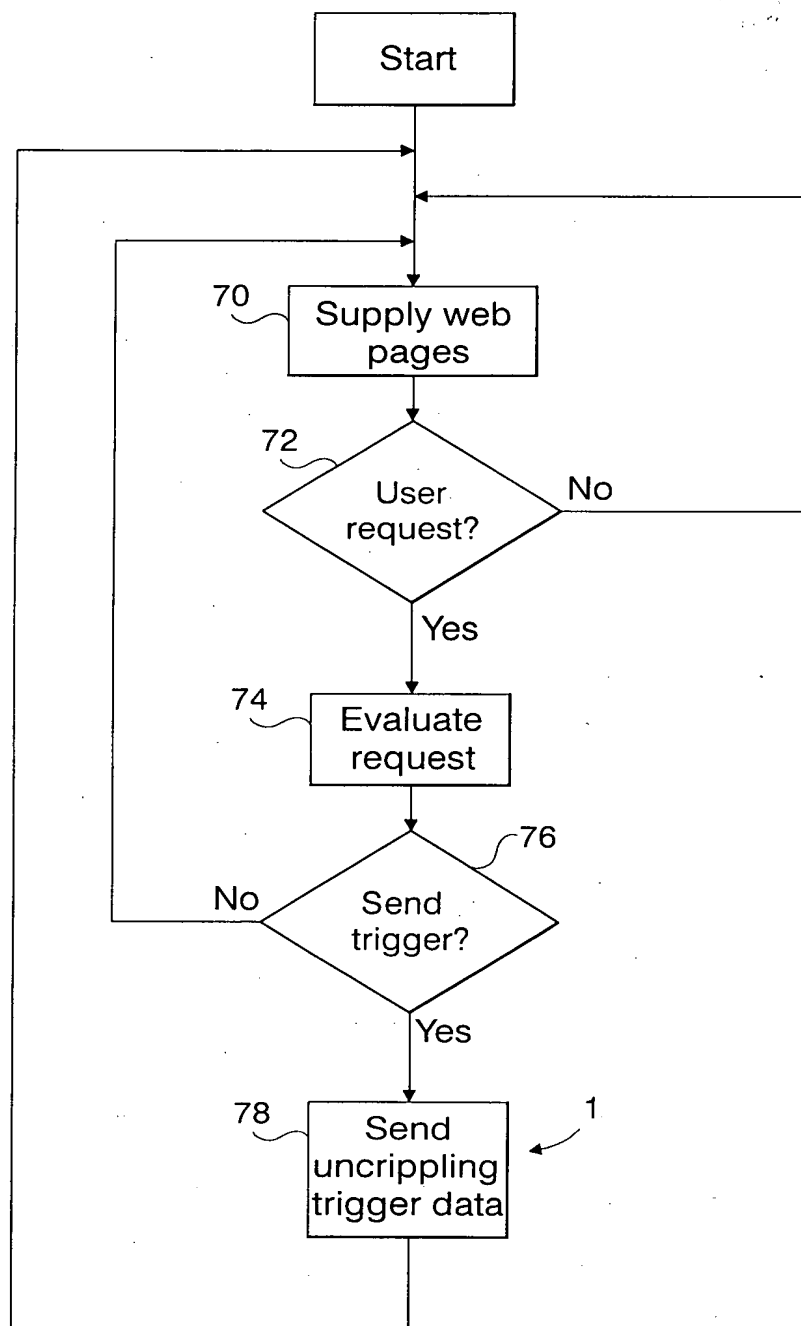 Start
70
Supply web
pages
72
User
request?
No
Yes
74
Evaluate
request
76
No
Send
trigger?
Yes
78
Send
uncrippling
trigger data
1